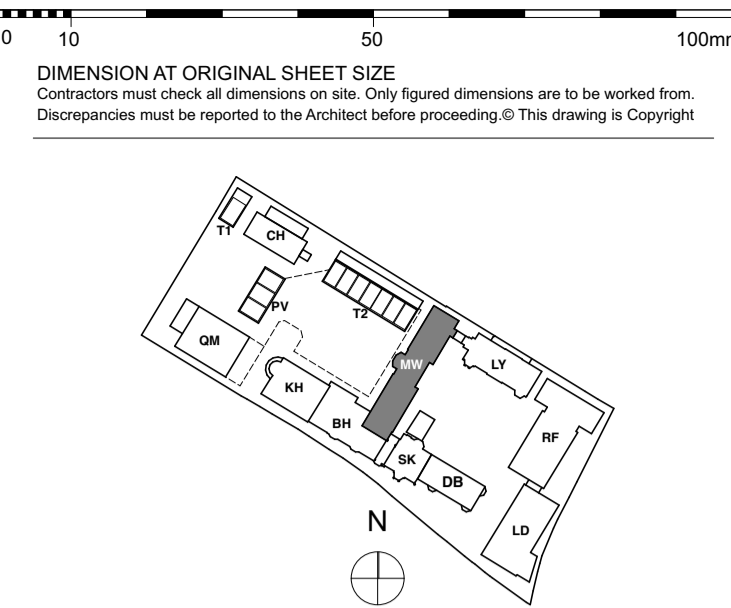 0 10 50 100mm
DIMENSION AT ORIGINAL SHEET SIZE
Contractors must check all dimensions on site. Only figured dimensions are to be worked from.
Discrepancies must be reported to the Architect before proceeding.© This drawing is Copyright
T1
CH
PV
T2
QM
MW
LY
KH
BH
RF
SK
DB
LD
N